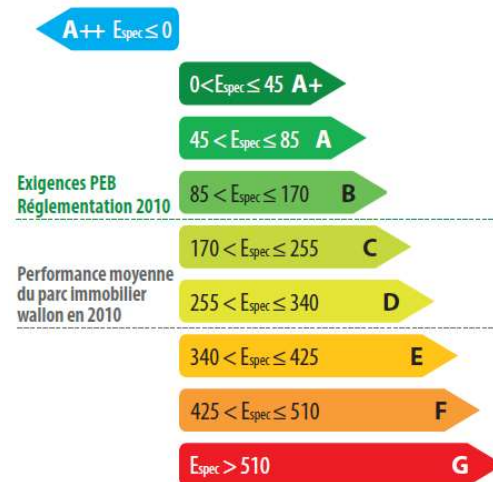 A++ Espec ≤ 0
0 < Espec ≤ 45 A+
45 < Espec ≤ 85 A
Exigences PEB
Réglementation 2010
85 < Espec ≤ 170 B
170 < Espec ≤ 255 C
Performance moyenne
du parc immobilier
wallon en 2010
255 < Espec ≤ 340 D
340 < Espec ≤ 425 E
425 < Espec ≤ 510 F
Espec > 510 G